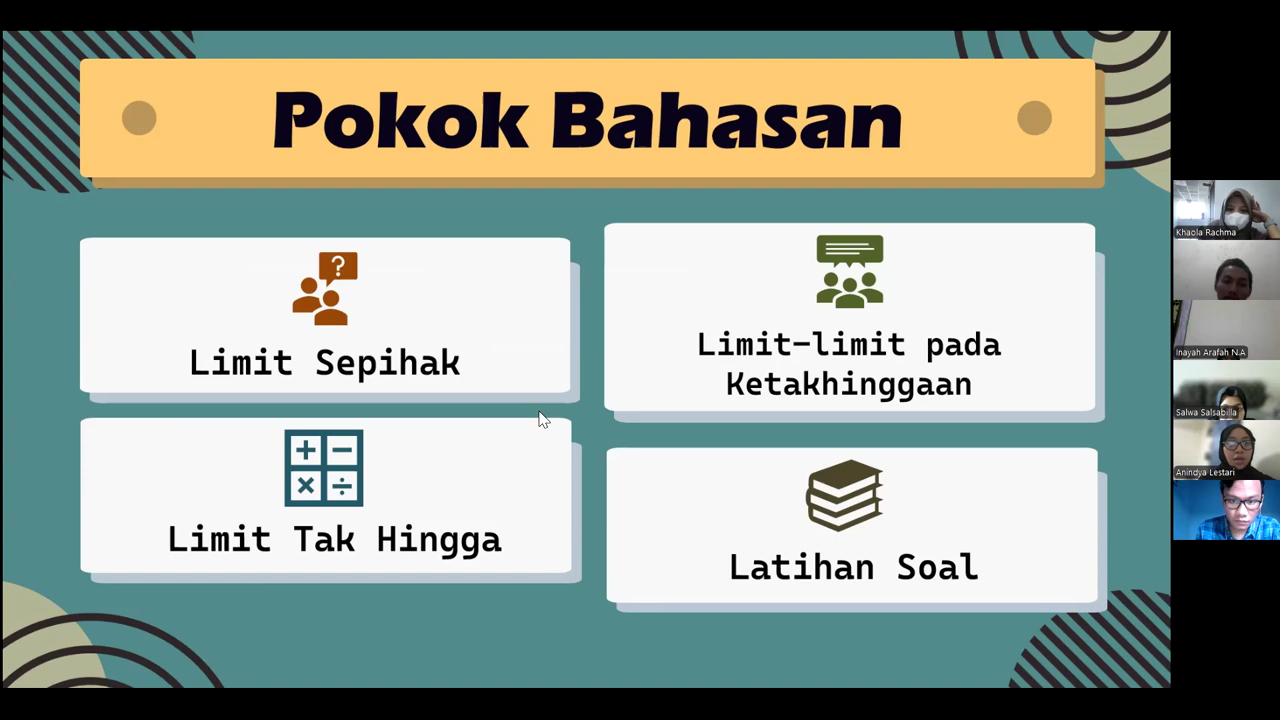 Pokok Bahasan
?
Limit Sepihak
Limit-limit pada
Ketakhinggaan
Limit Tak Hingga
Latihan Soal
Khaola Rachma
Inayah Arafah N.A
Salwa Salsabilla
Anindya Lestari